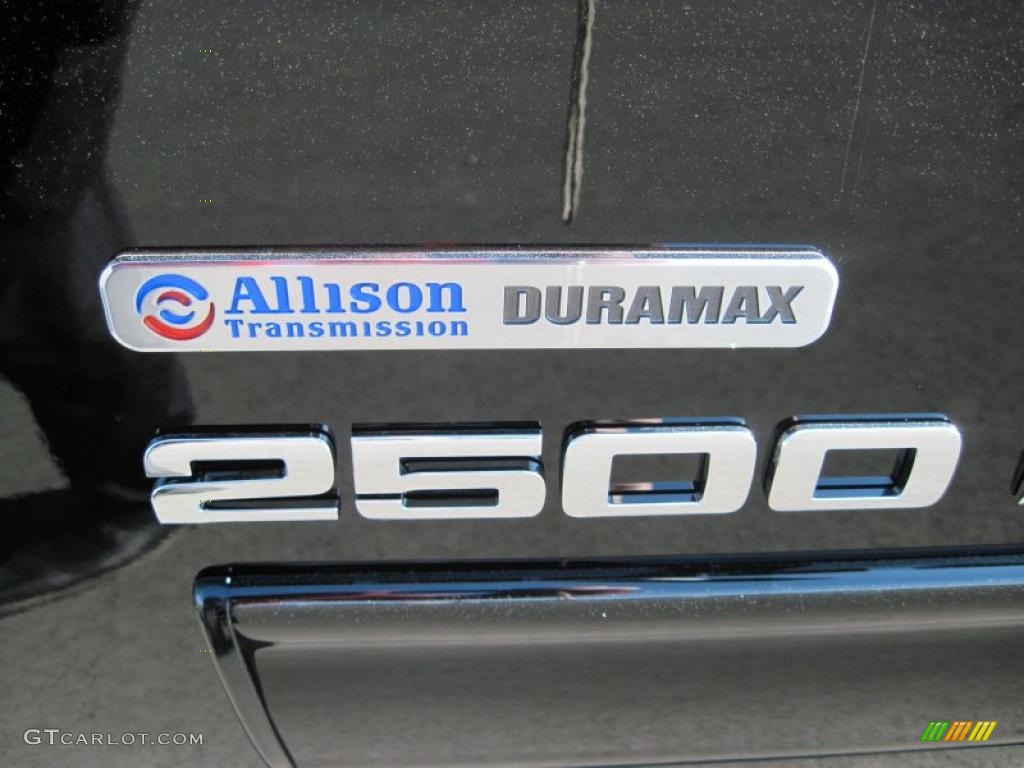 Allison DURAMAX
Transmission
2500
GTCARLOT.COM